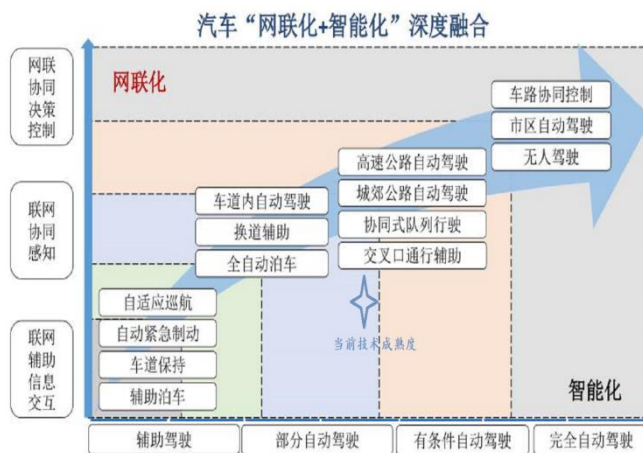 汽车“网联化+智能化”深度融合
网联
协同
决策
控制
网联化
车路协同控制
市区自动驾驶
无人驾驶
高速公路自动驾驶
城郊公路自动驾驶
协同式队列行驶
交叉口通行辅助
联网
协同
感知
车道内自动驾驶
换道辅助
全自动泊车
自适应巡航
自动紧急制动
车道保持
辅助泊车
当前技术成熟度
联网
辅助
信息
交互
智能化
辅助驾驶
部分自动驾驶
有条件自动驾驶
完全自动驾驶